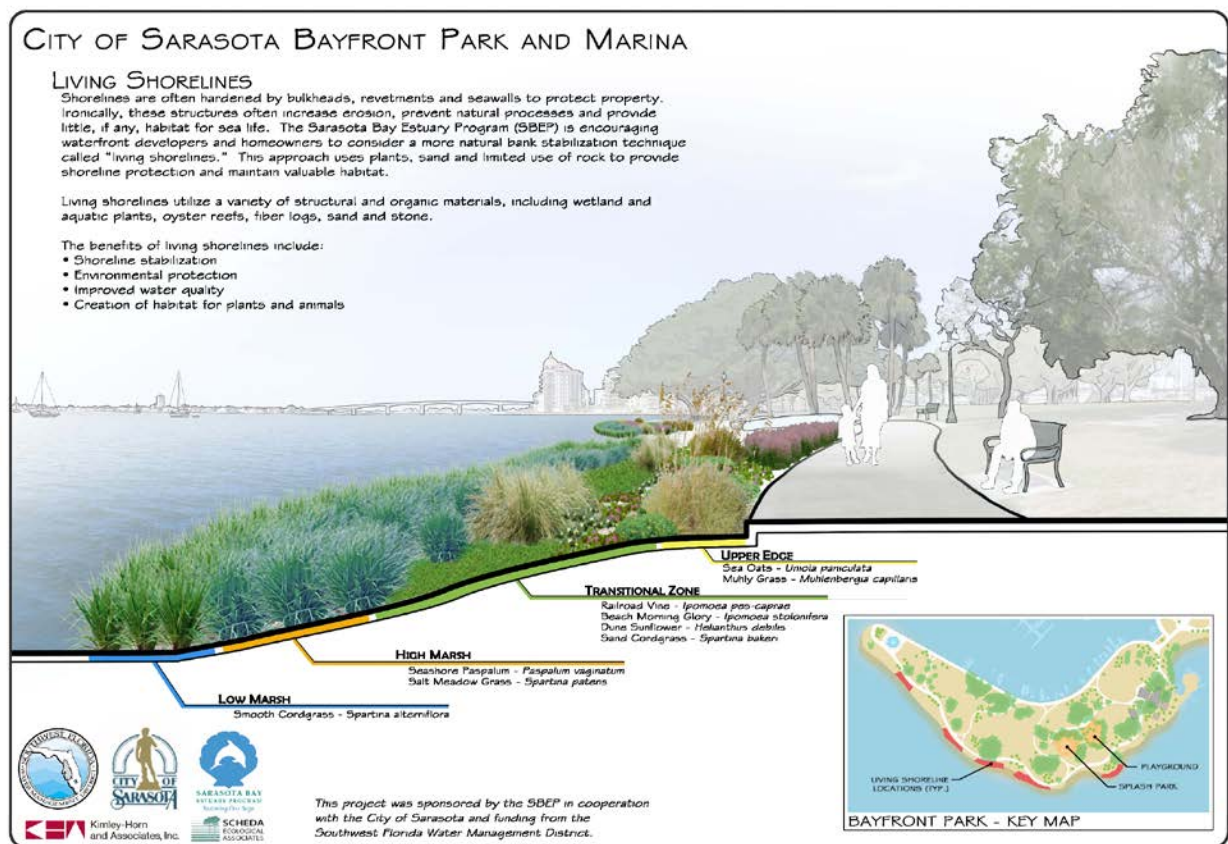 CITY OF SARASOTA BAYFRONT PARK AND MARINA
LIVING SHORELINES
Shorelines are often hardened by bulkheads, revetments and seawalls to protect property.
Ironically, these structures often increase erosion, prevent natural processes and provide
little, if any, habitat for sea life. The Sarasota Bay Estuary Program (SBEP) is encouraging
waterfront developers and homeowners to consider a more natural bank stabilization technique
called "living shorelines." This approach uses plants, sand and limited use of rock to provide
shoreline protection and maintain valuable habitat.
Living shorelines utilize a variety of structural and organic materials, including wetland and
aquatic plants, oyster reefs, fiber logs, sand and stone.
The benefits of living shorelines include:
• Shoreline stabilization
• Environmental protection
• Improved water quality
• Creation of habitat for plants and animals
UPPER EDGE
Sea Oats - Uniola paniculata
Muhly Grass - Muhlenbergia capillaris
TRANSITIONAL ZONE
Railroad Vine - Ipomoea pes-caprae
Beach Morning Glory - Ipomoea stolonifera
Dune Sunflower - Helianthus debilis
Sand Cordgrass - Spartina bakeri
HIGH MARSH
Seashore Paspalum - Paspalum vaginatum
Salt Meadow Grass - Spartina patens
LOW MARSH
Smooth Cordgrass - Spartina alterniflora
SOUTHWEST FLORIDA
WATER MANAGEMENT DISTRICT
CITY OF
SARASOTA
SARASOTA BAY
ESTUARY PROGRAM
Kimley-Horn
and Associates, Inc.
SCHEDA
ECOLOGICAL
ASSOCIATES
This project was sponsored by the SBEP in cooperation
with the City of Sarasota and funding from the
Southwest Florida Water Management District.
LIVING SHORELINE
LOCATIONS (TYP.)
PLAYGROUND
SPLASH PARK
BAYFRONT PARK - KEY MAP